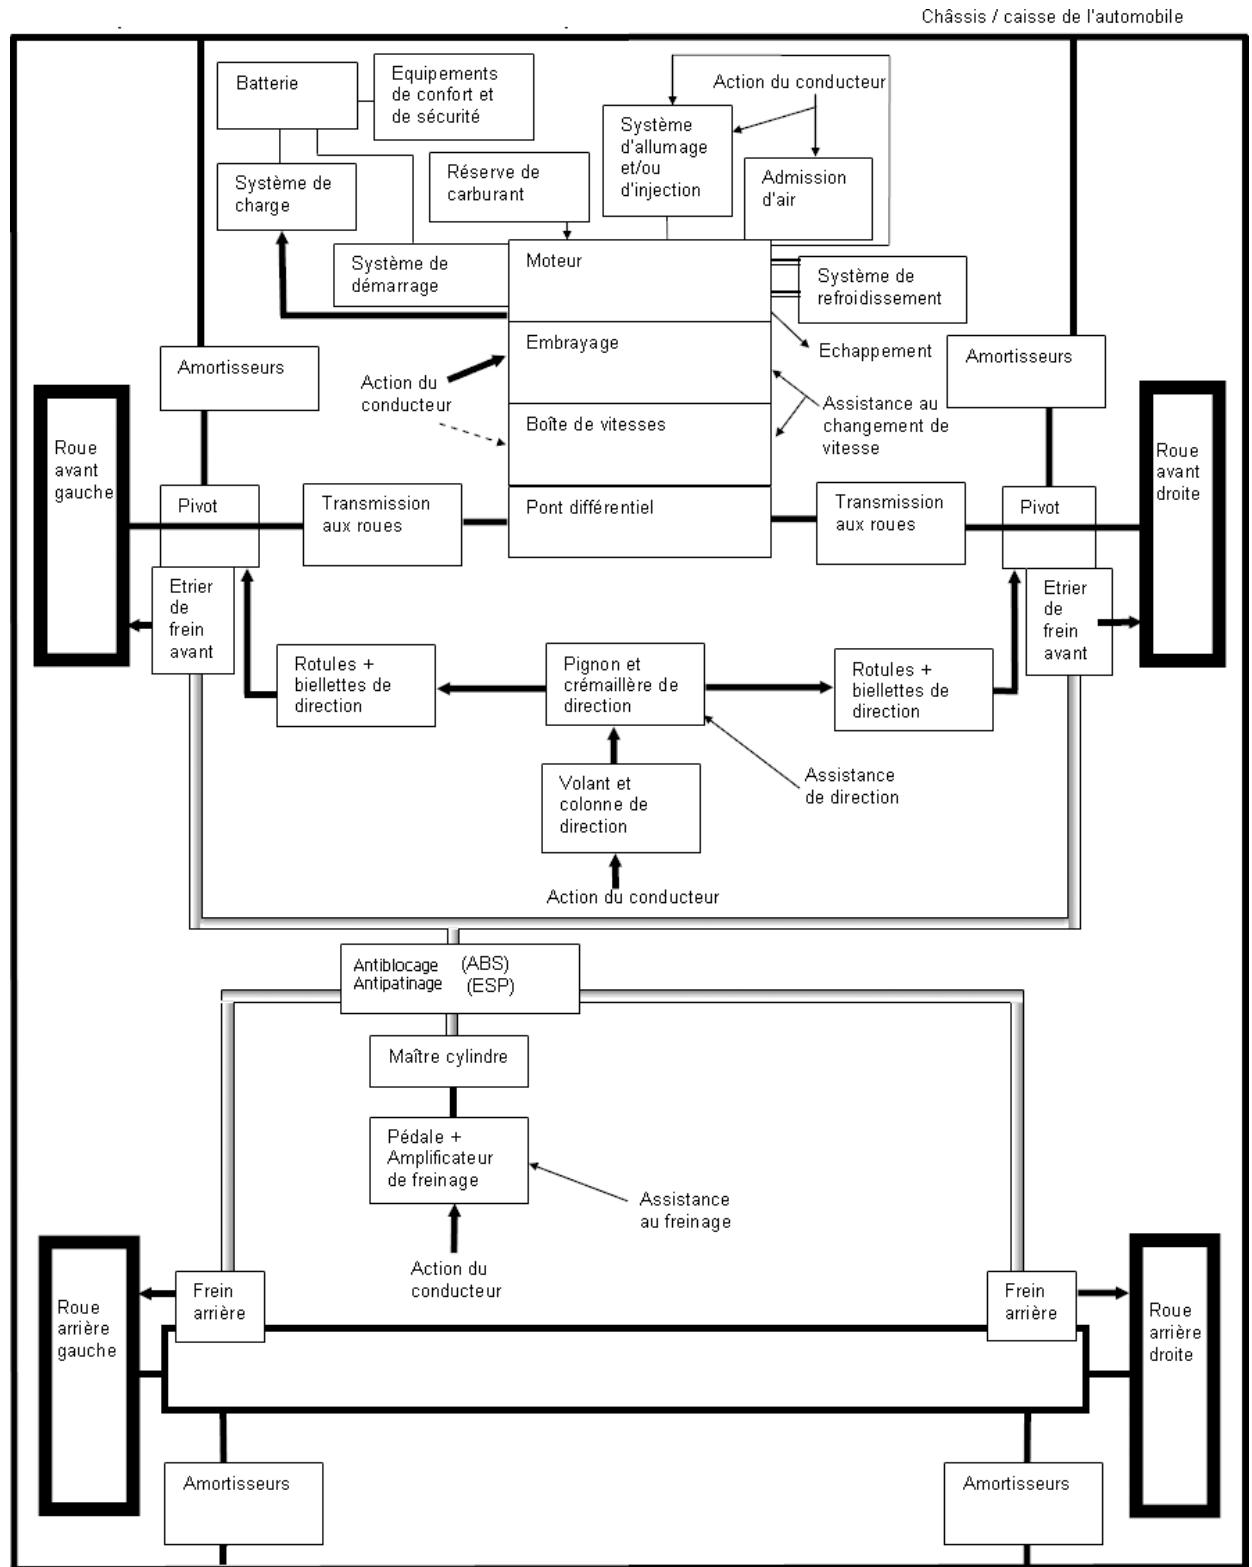 Châssis / caisse de l'automobile
Batterie
Equipements
de confort et
de sécurité
Action du conducteur
Système
d'allumage
et/ou
d'injection
Réserve de
carburant
Admission
d'air
Système de
charge
Système de
démarrage
Moteur
Système de
refroidissement
Embrayage
Echappement
Amortisseurs
Amortisseurs
Action du
conducteur
Boîte de vitesses
Assistance au
changement de
vitesse
Roue
avant
gauche
Roue
avant
droite
Pivot
Transmission
aux roues
Pont différentiel
Transmission
aux roues
Pivot
Etrier
de
frein
avant
Etrier
de
frein
avant
Rotules +
biellettes de
direction
Pignon et
crémaillère de
direction
Rotules +
biellettes de
direction
Volant et
colonne de
direction
Assistance
de direction
Action du conducteur
Antiblocage (ABS)
Antipatinage (ESP)
Maître cylindre
Pédale +
Amplificateur
de freinage
Assistance
au freinage
Action du
conducteur
Frein
arrière
Frein
arrière
Roue
arrière
gauche
Roue
arrière
droite
Amortisseurs
Amortisseurs